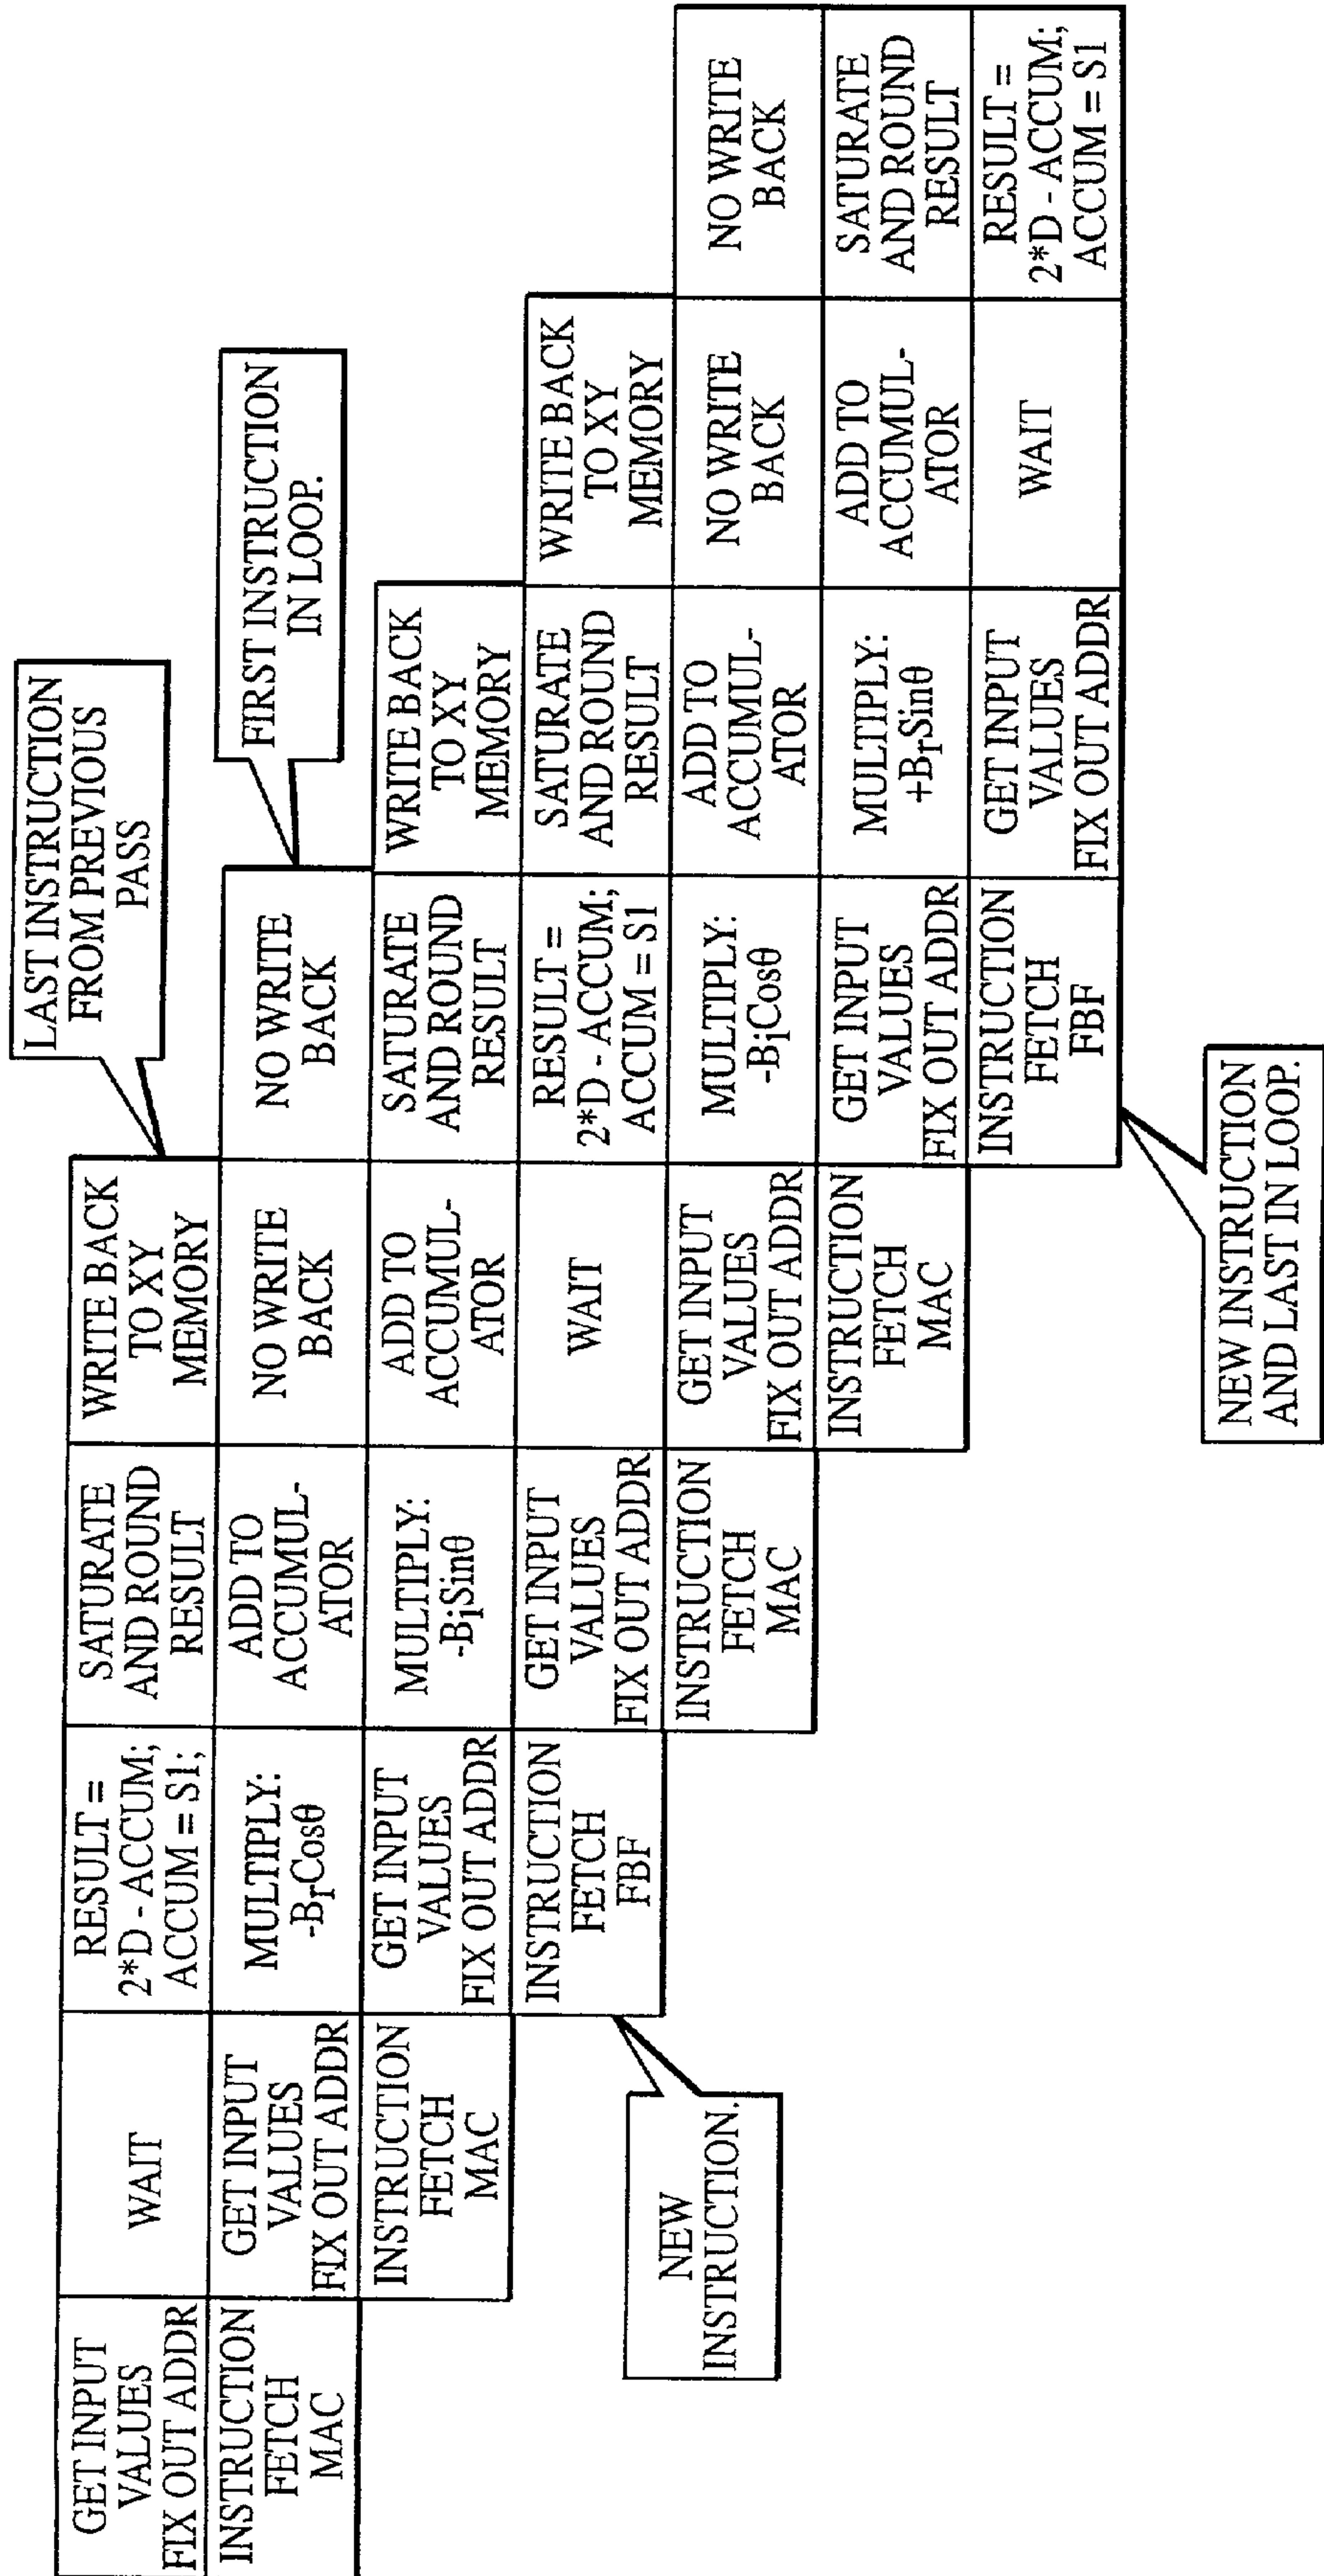 LAST INSTRUCTION
FROM PREVIOUS
PASS
GET INPUT
VALUES
FIX OUT ADDR
WAIT
RESULT =
2*D - ACCUM;
ACCUM = S1;
SATURATE
AND ROUND
RESULT
WRITE BACK
TO XY
MEMORY
FIRST INSTRUCTION
IN LOOP.
INSTRUCTION
FETCH
MAC
GET INPUT
VALUES
FIX OUT ADDR
MULTIPLY:
-BrCosθ
ADD TO
ACCUMUL-
ATOR
NO WRITE
BACK
NO WRITE
BACK
INSTRUCTION
FETCH
MAC
GET INPUT
VALUES
FIX OUT ADDR
MULTIPLY:
-BiSinθ
ADD TO
ACCUMUL-
ATOR
SATURATE
AND ROUND
RESULT
WRITE BACK
TO XY
MEMORY
INSTRUCTION
FETCH
FBF
GET INPUT
VALUES
FIX OUT ADDR
WAIT
RESULT =
2*D - ACCUM;
ACCUM = S1
SATURATE
AND ROUND
RESULT
WRITE BACK
TO XY
MEMORY
NEW
INSTRUCTION.
INSTRUCTION
FETCH
MAC
GET INPUT
VALUES
FIX OUT ADDR
MULTIPLY:
-BiCosθ
ADD TO
ACCUMUL-
ATOR
NO WRITE
BACK
NO WRITE
BACK
INSTRUCTION
FETCH
MAC
GET INPUT
VALUES
FIX OUT ADDR
MULTIPLY:
+BrSinθ
ADD TO
ACCUMUL-
ATOR
SATURATE
AND ROUND
RESULT
INSTRUCTION
FETCH
FBF
GET INPUT
VALUES
FIX OUT ADDR
WAIT
RESULT =
2*D - ACCUM;
ACCUM = S1
NEW INSTRUCTION
AND LAST IN LOOP.